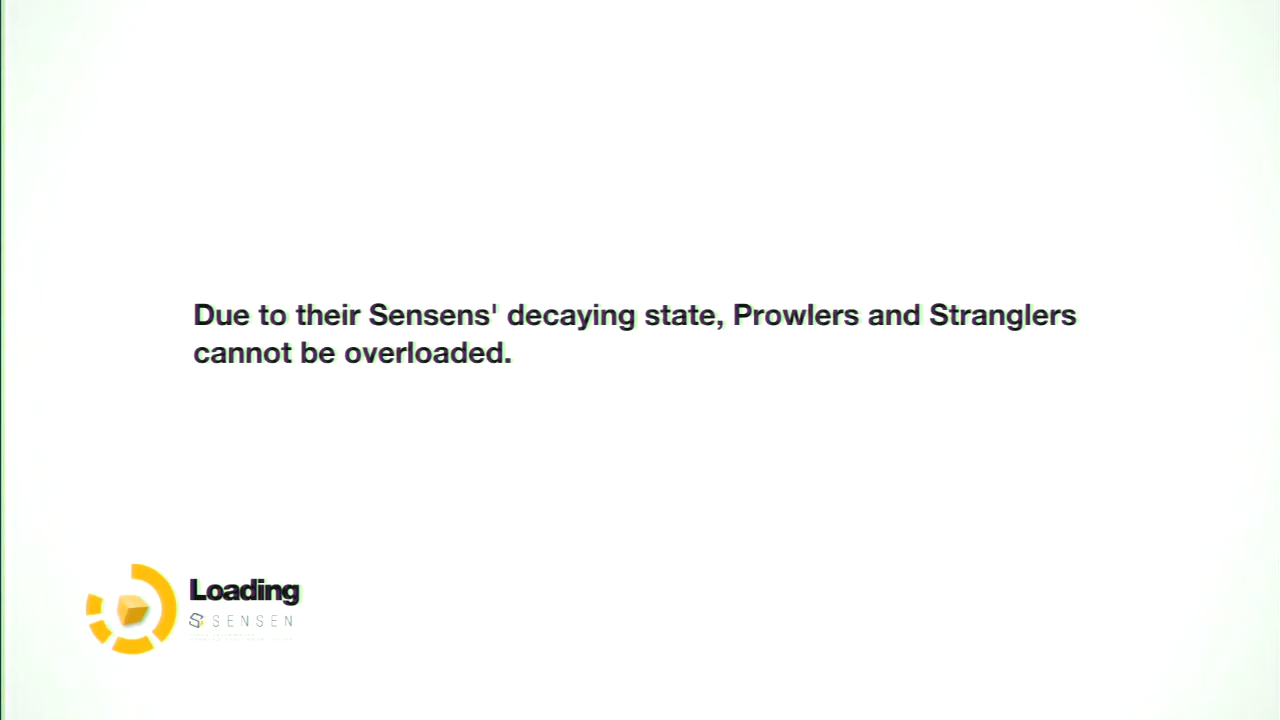 Due to their Sensens' decaying state, Prowlers and Stranglers
cannot be overloaded.
Loading
SENSEN